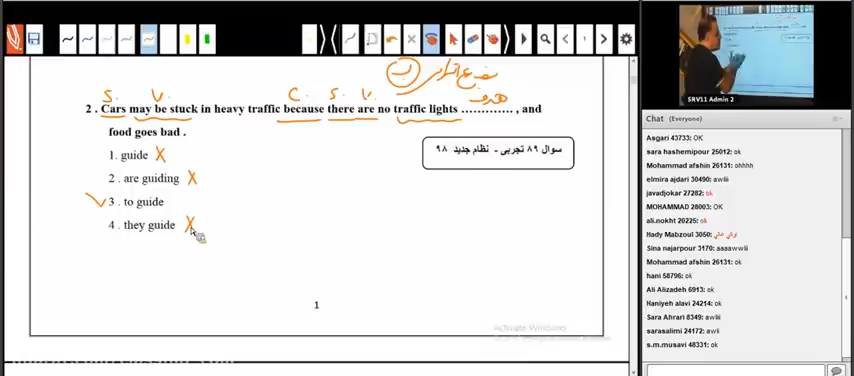 SRV11 Admin 2
ب
هدف
S. V. C. S. V.
2 . Cars may be stuck in heavy traffic because there are no traffic lights ............. , and
food goes bad .
سوال ۸۹ تجربی - نظام جدید ۹۸
1. guide X
2 . are guiding X
3 . to guide
4 . they guide X
1
Activate Windows
Chat (Everyone)
Asgari 43733: OK
sara hashemipour 25012: ok
Mohammad afshin 26131: ohhhh
elmira ajdari 30490: awlii
javadjokar 27282: ok
MOHAMMAD 28003: OK
ali.nokht 20225: ok
Hady Mabzoul 3050:
Sina najarpour 3170: aaaawwlii
Mohammad afshin 26131: ok
hani 58796: ok
Ali Alizadeh 6913: ok
Haniyeh alavi 24214: ok
Sara Ahrari 8349: awlii
sarasalimi 24172: awli
s.m.musavi 48331: ok